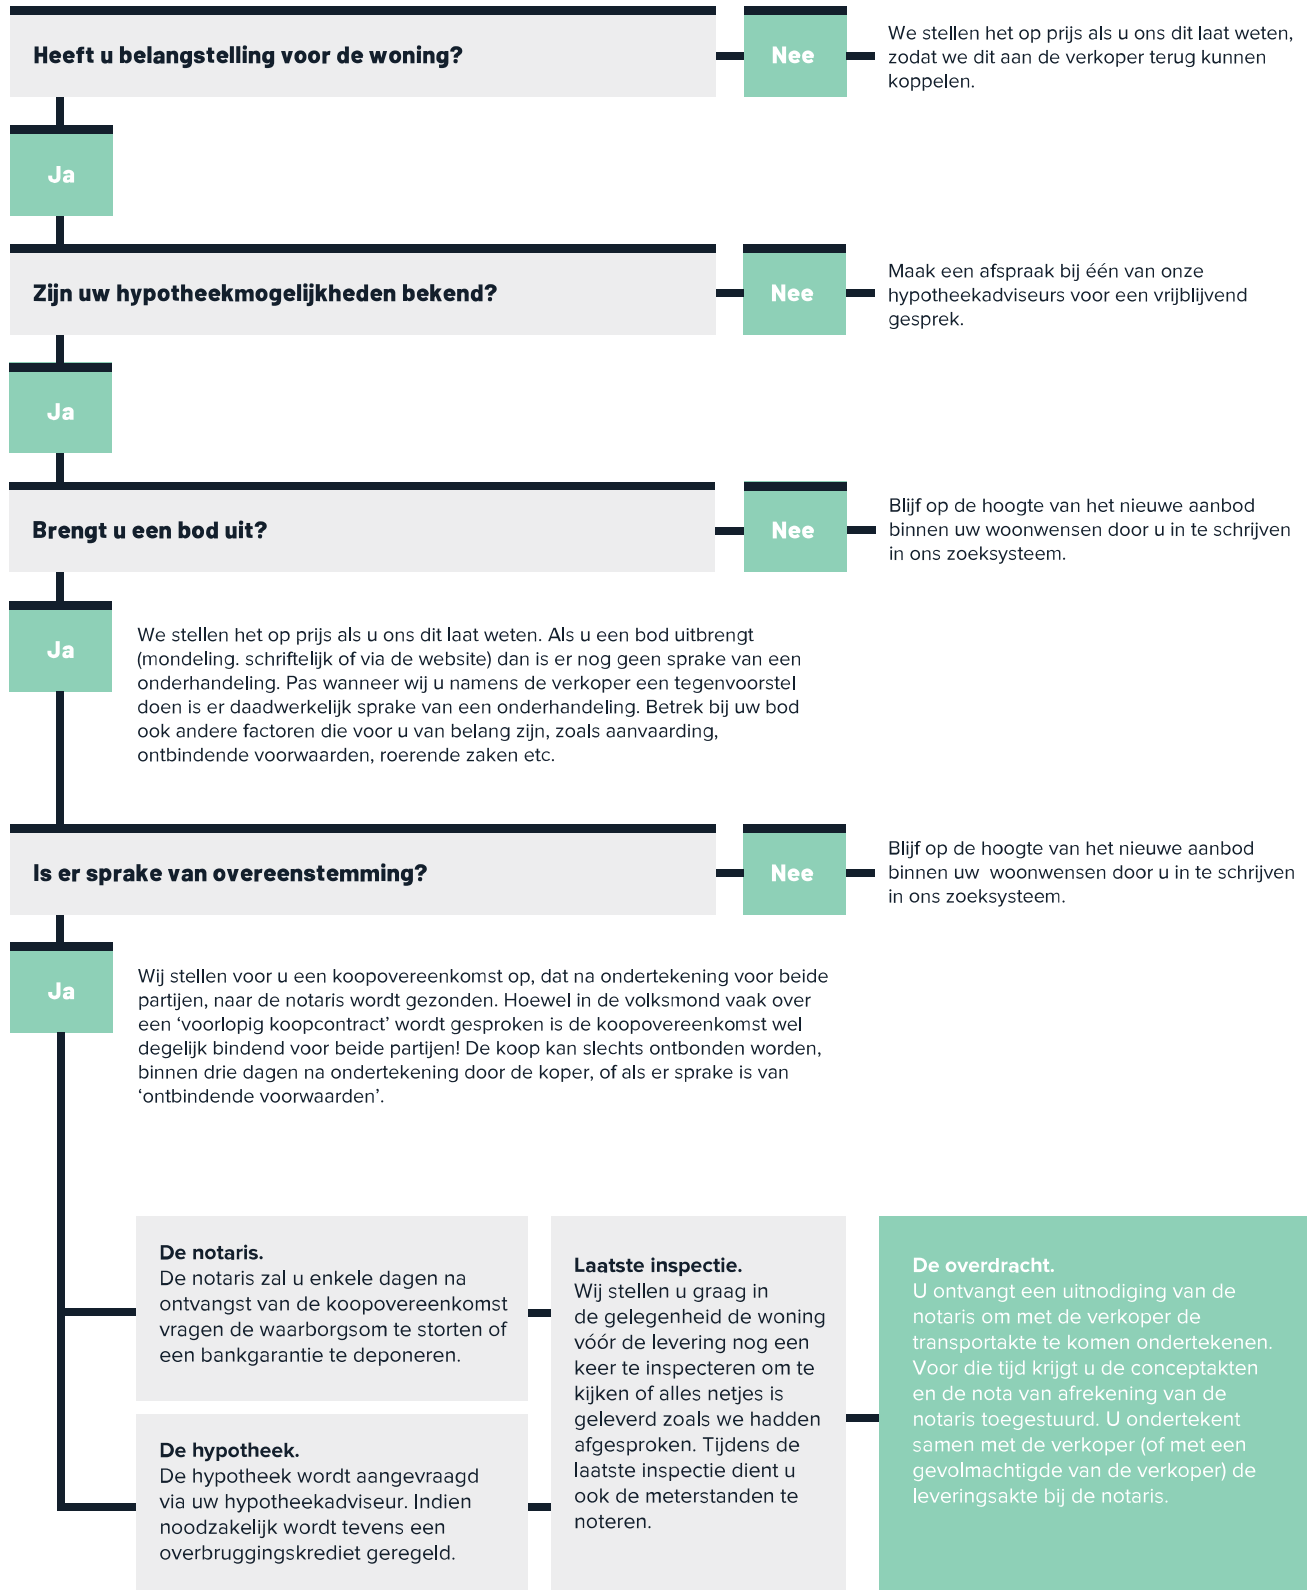 Heeft u belangstelling voor de woning?
Nee
We stellen het op prijs als u ons dit laat weten,
zodat we dit aan de verkoper terug kunnen
koppelen.
Ja
Zijn uw hypotheekmogelijkheden bekend?
Nee
Maak een afspraak bij één van onze
hypotheekadviseurs voor een vrijblijvend
gesprek.
Ja
Brengt u een bod uit?
Nee
Blijf op de hoogte van het nieuwe aanbod
binnen uw woonwensen door u in te schrijven
in ons zoeksysteem.
Ja
We stellen het op prijs als u ons dit laat weten. Als u een bod uitbrengt
(mondeling. schriftelijk of via de website) dan is er nog geen sprake van een
onderhandeling. Pas wanneer wij u namens de verkoper een tegenvoorstel
doen is er daadwerkelijk sprake van een onderhandeling. Betrek bij uw bod
ook andere factoren die voor u van belang zijn, zoals aanvaarding,
ontbindende voorwaarden, roerende zaken etc.
Is er sprake van overeenstemming?
Nee
Blijf op de hoogte van het nieuwe aanbod
binnen uw  woonwensen door u in te schrijven
in ons zoeksysteem.
Ja
Wij stellen voor u een koopovereenkomst op, dat na ondertekening voor beide
partijen, naar de notaris wordt gezonden. Hoewel in de volksmond vaak over
een ‘voorlopig koopcontract’ wordt gesproken is de koopovereenkomst wel
degelijk bindend voor beide partijen! De koop kan slechts ontbonden worden,
binnen drie dagen na ondertekening door de koper, of als er sprake is van
‘ontbindende voorwaarden’.
De notaris.
De notaris zal u enkele dagen na
ontvangst van de koopovereenkomst
vragen de waarborgsom te storten of
een bankgarantie te deponeren.
De hypotheek.
De hypotheek wordt aangevraagd
via uw hypotheekadviseur. Indien
noodzakelijk wordt tevens een
overbruggingskrediet geregeld.
Laatste inspectie.
Wij stellen u graag in
de gelegenheid de woning
vóór de levering nog een
keer te inspecteren om te
kijken of alles netjes is
geleverd zoals we hadden
afgesproken. Tijdens de
laatste inspectie dient u
ook de meterstanden te
noteren.
De overdracht.
U ontvangt een uitnodiging van de
notaris om met de verkoper de
transportakte te komen ondertekenen.
Voor die tijd krijgt u de conceptakten
en de nota van afrekening van de
notaris toegestuurd. U ondertekent
samen met de verkoper (of met een
gevolmachtigde van de verkoper) de
leveringsakte bij de notaris.